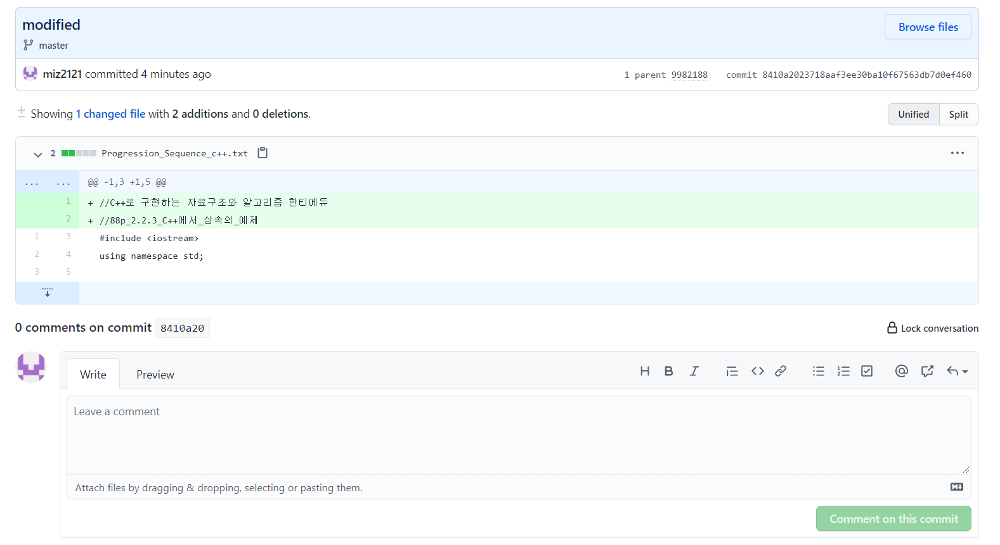 modified
Browse files
master
miz2121 committed 4 minutes ago
1 parent 9982188 commit 8410a2023718aaf3ee30ba10f67563db7d0ef460
Showing 1 changed file with 2 additions and 0 deletions.
Unified Split
2 Progression_Sequence_c++.txt
... ... @@ -1,3 +1,5 @@
1 + //C++로 구현하는 자료구조와 알고리즘 한티에듀
2 + //88p_2.2.3_C++에서_상속의_예제
1 3 #include <iostream>
2 4 using namespace std;
3 5
0 comments on commit 8410a20
Lock conversation
Write Preview
Leave a comment
Attach files by dragging & dropping, selecting or pasting them.
Comment on this commit